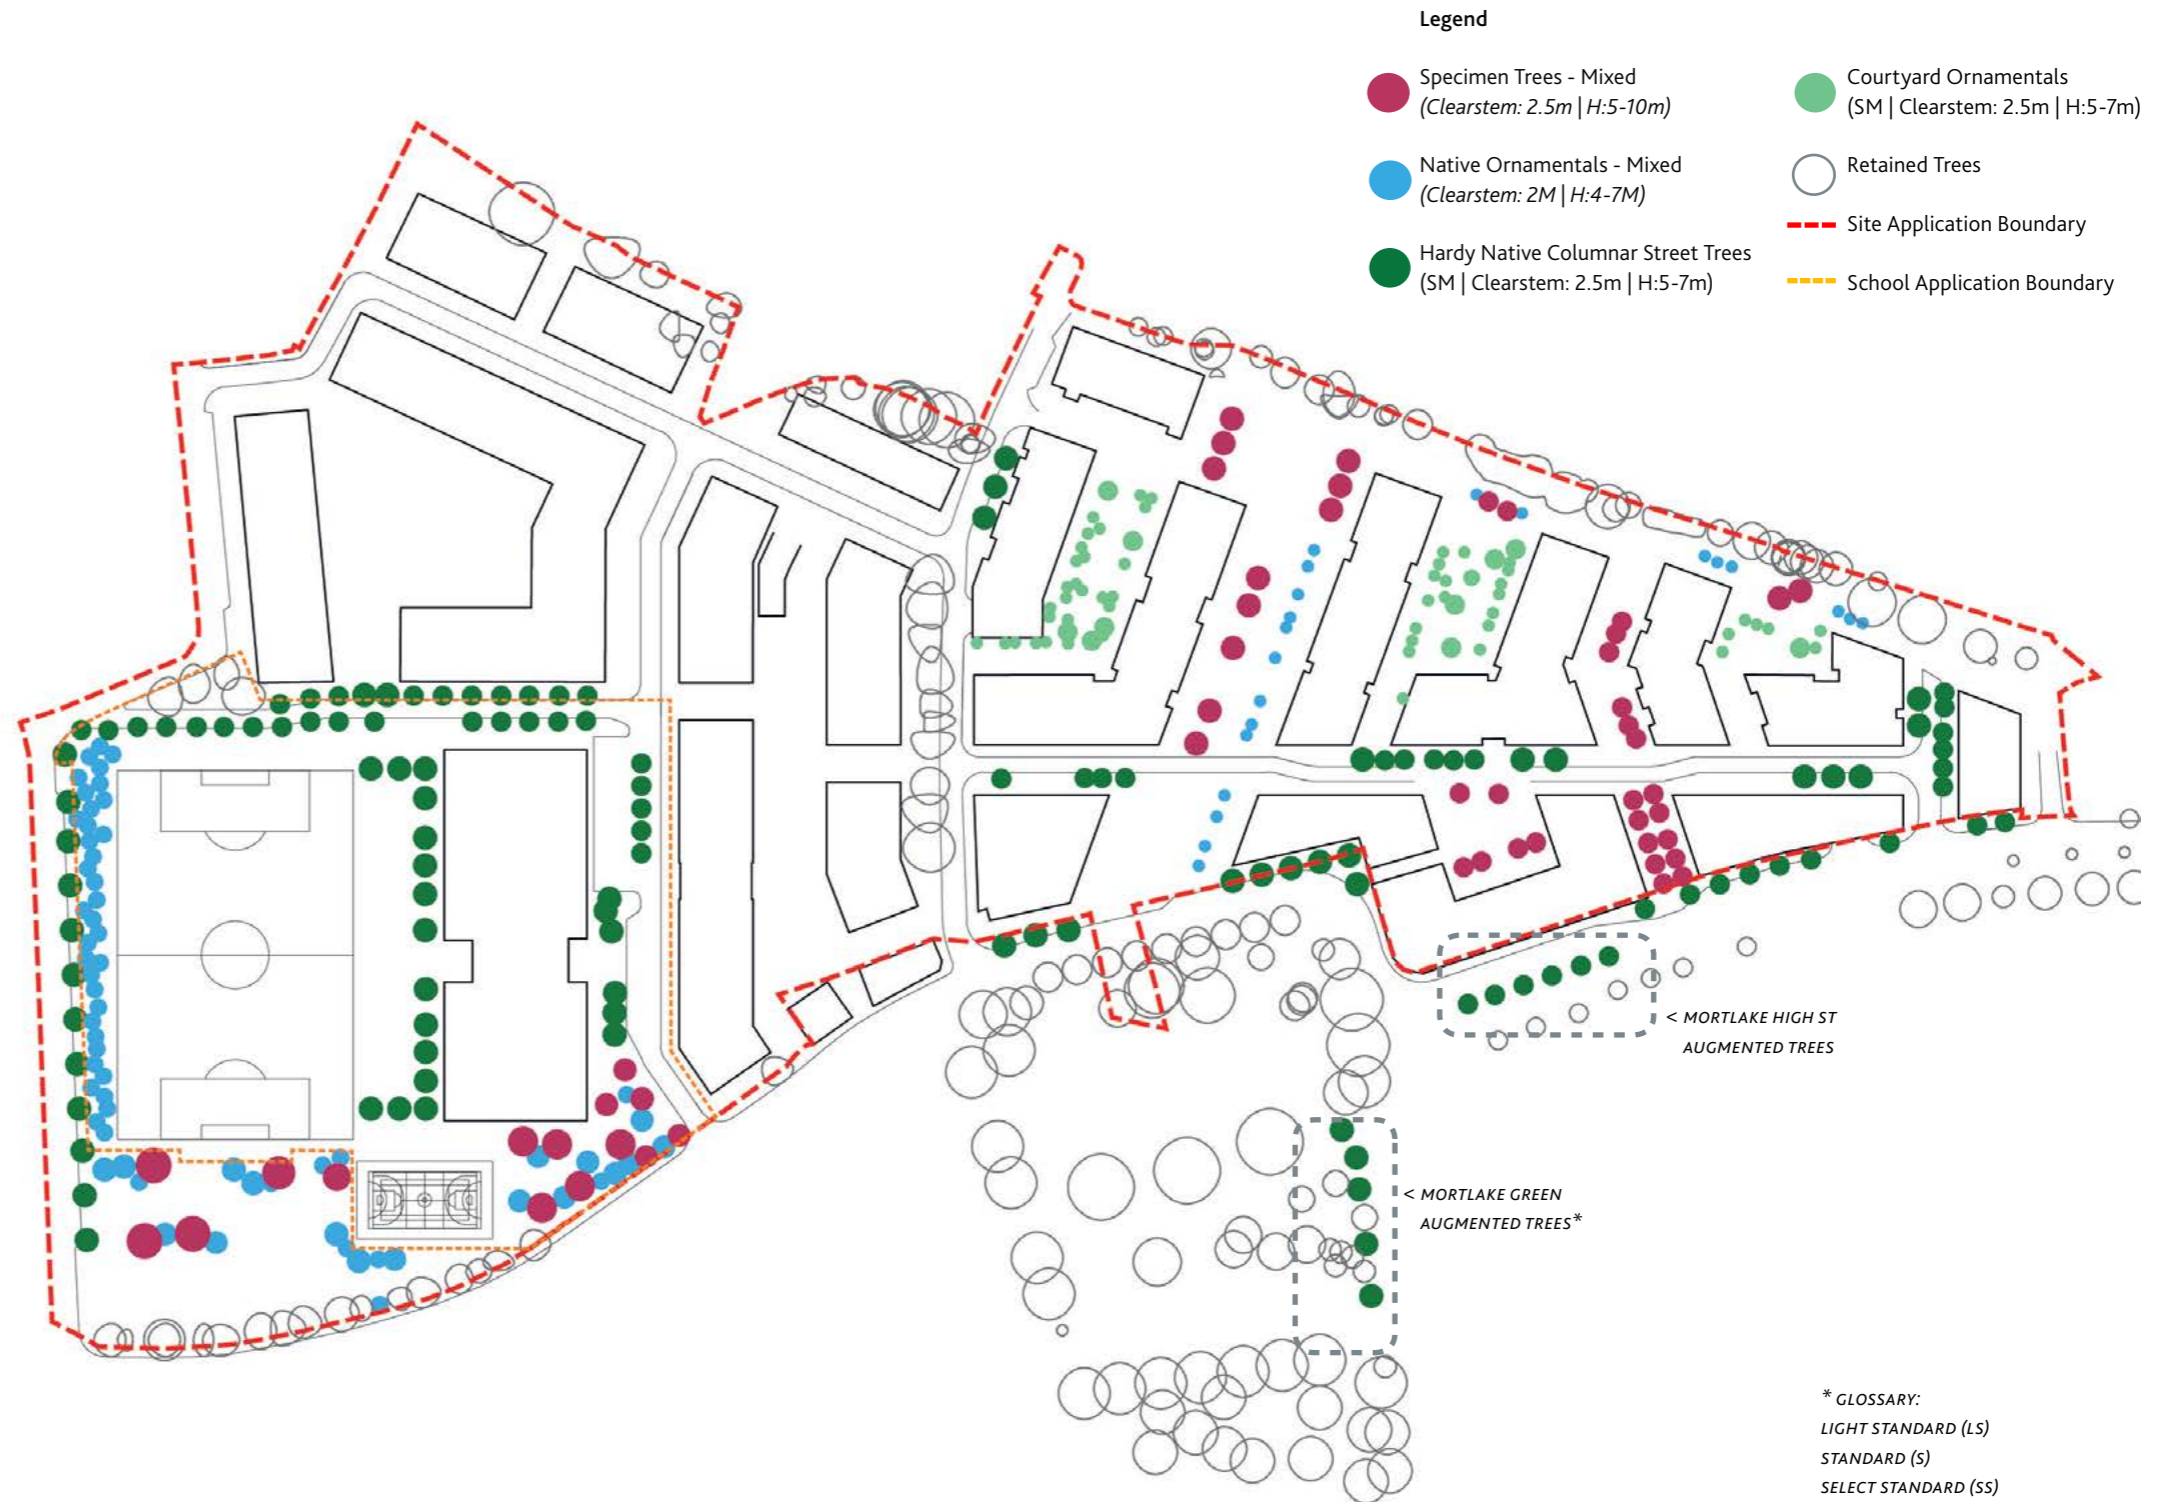 Legend
Specimen Trees - Mixed
(Clearstem: 2.5m | H:5-10m)
Native Ornamentals - Mixed
(Clearstem: 2M | H:4-7M)
Hardy Native Columnar Street Trees
(SM | Clearstem: 2.5m | H:5-7m)
Courtyard Ornamentals
(SM | Clearstem: 2.5m | H:5-7m)
Retained Trees
Site Application Boundary
School Application Boundary
< MORTLAKE HIGH ST
AUGMENTED TREES
< MORTLAKE GREEN
AUGMENTED TREES*
* GLOSSARY:
LIGHT STANDARD (LS)
STANDARD (S)
SELECT STANDARD (SS)